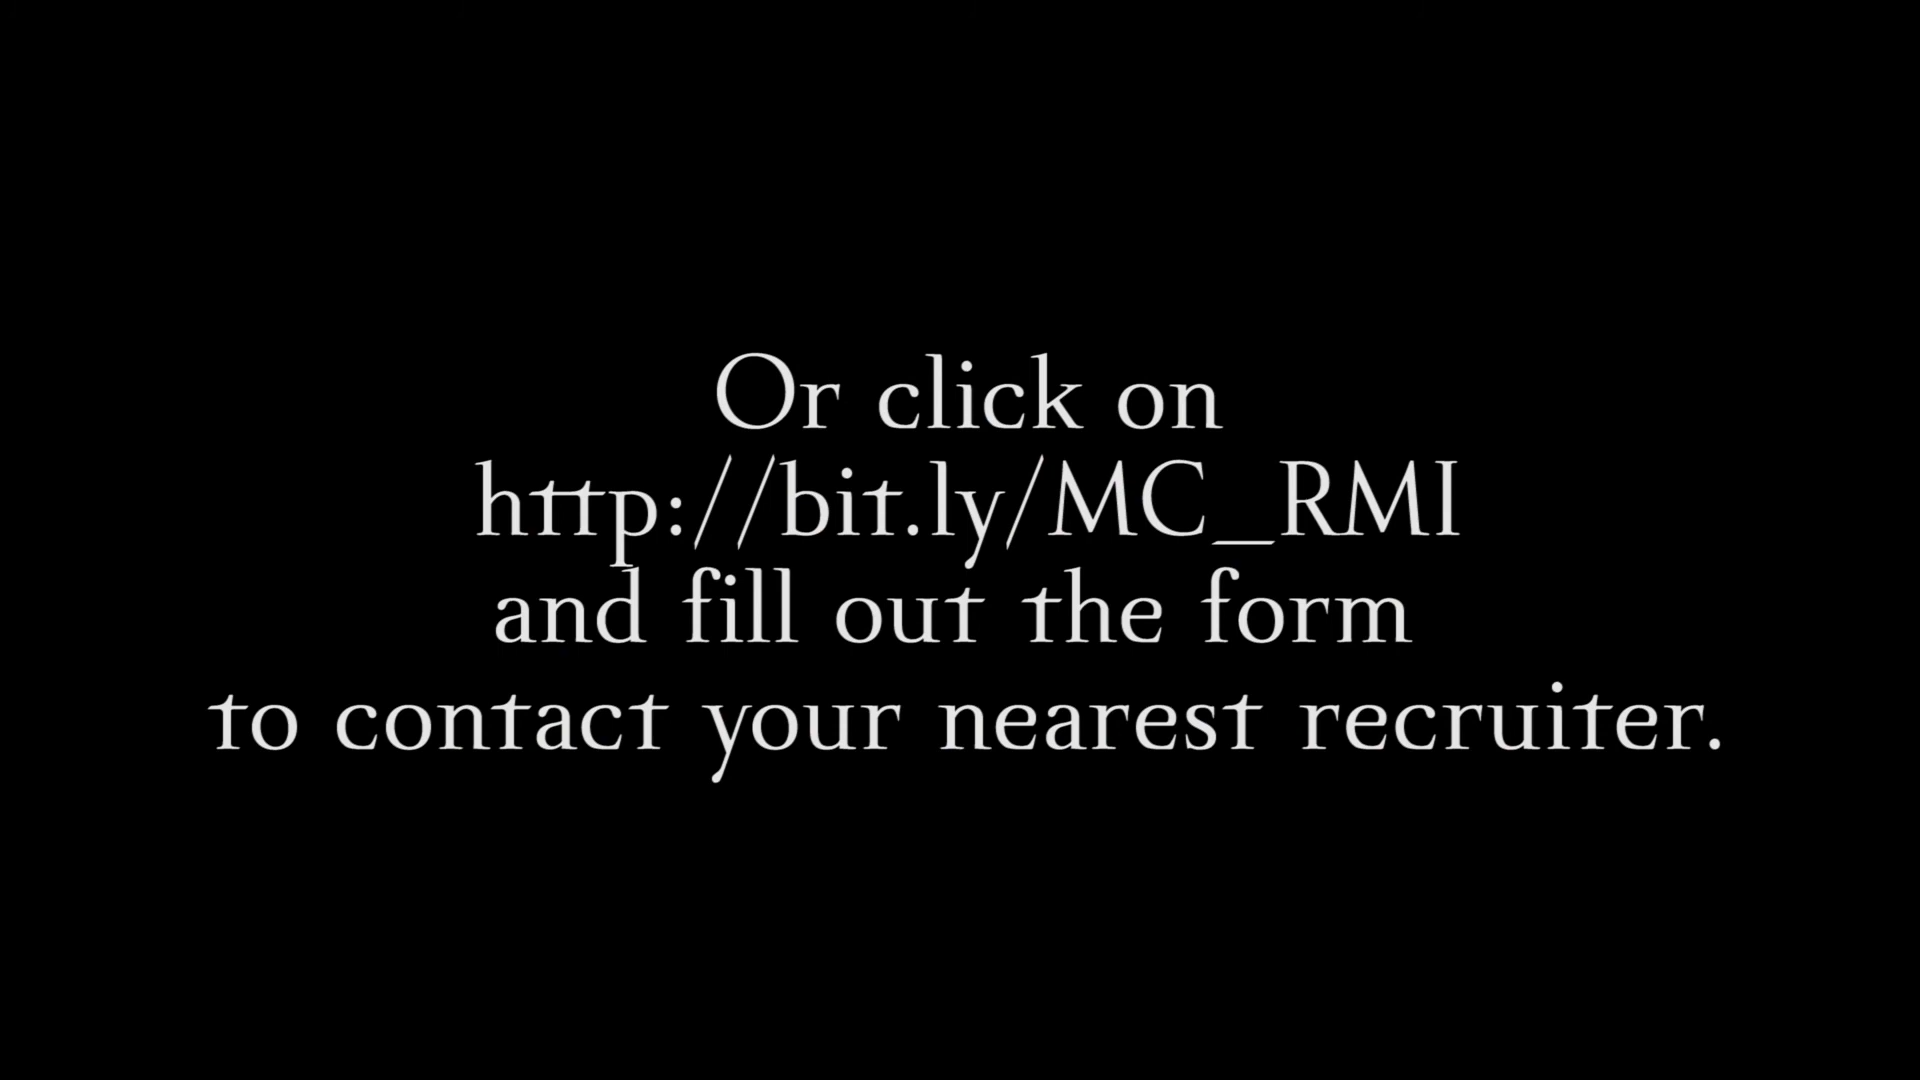 Or click on
http://bit.ly/MC_RMI
and fill out the form
to contact your nearest recruiter.